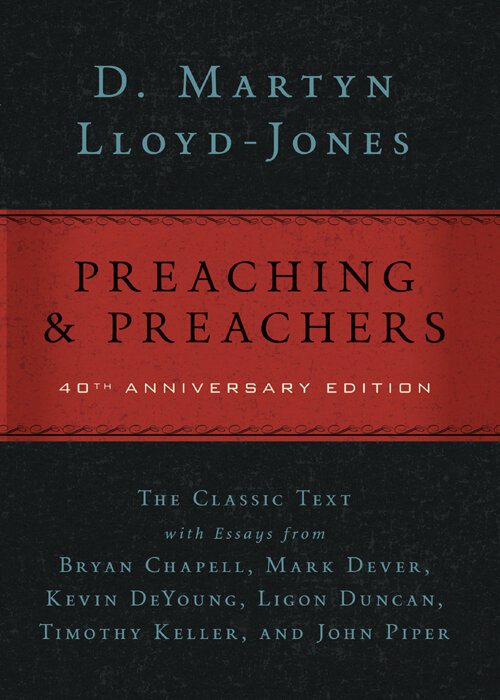 D. Martyn
Lloyd-Jones
PREACHING
& PREACHERS
40TH ANNIVERSARY EDITION
The Classic Text
with Essays from
Bryan Chapell, Mark Dever,
Kevin DeYoung, Ligon Duncan,
Timothy Keller, and John Piper